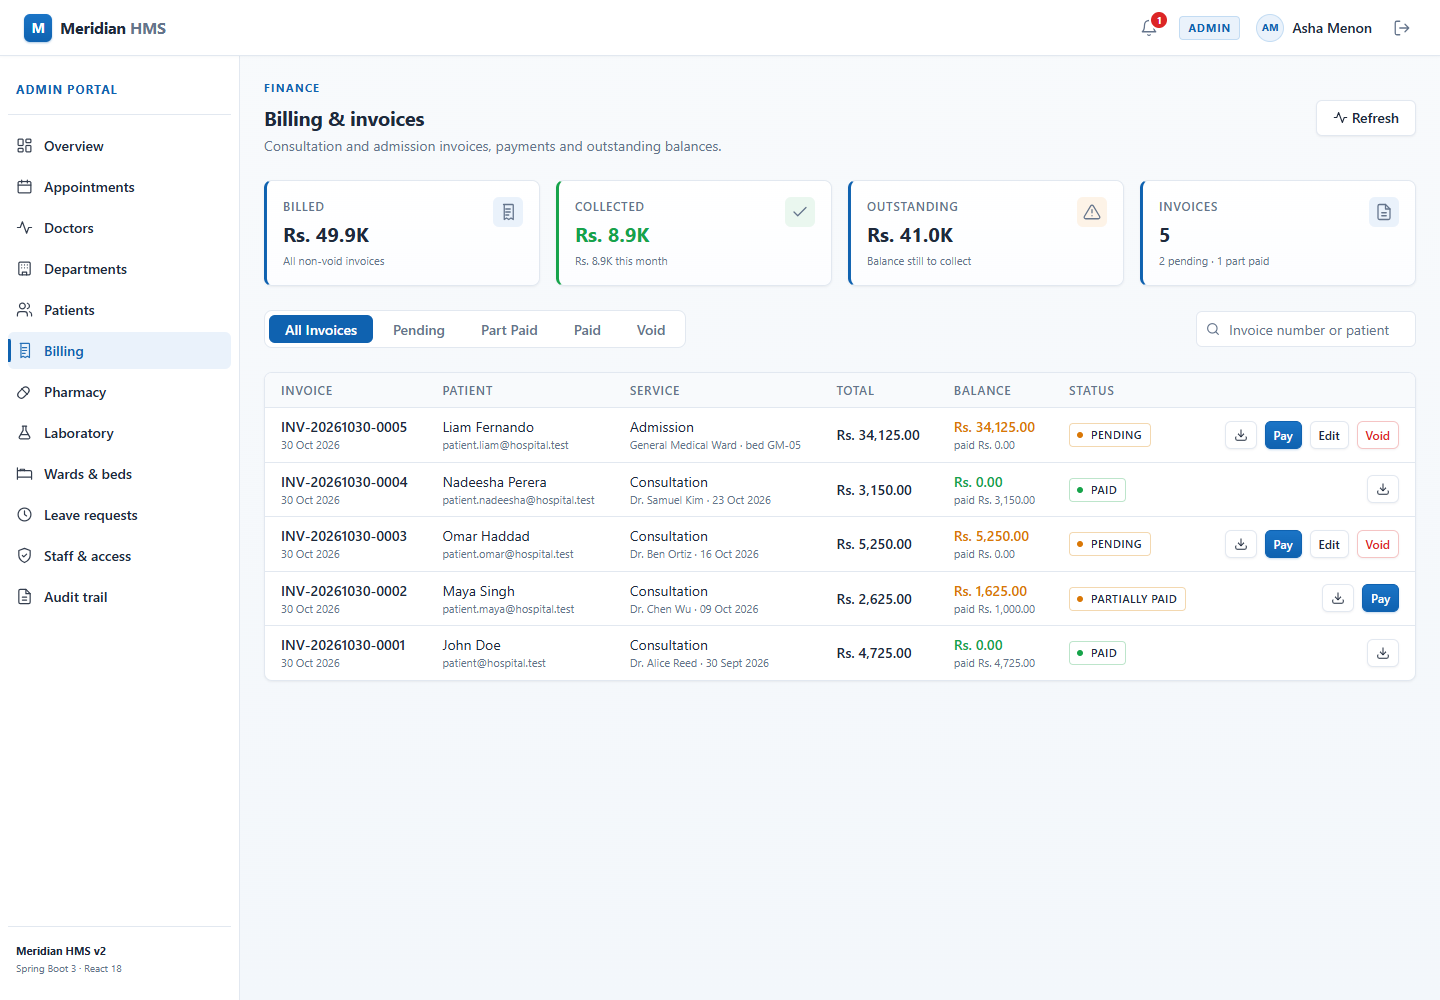 M Meridian HMS
1
ADMIN
AM Asha Menon
ADMIN PORTAL
Overview
Appointments
Doctors
Departments
Patients
Billing
Pharmacy
Laboratory
Wards & beds
Leave requests
Staff & access
Audit trail
Meridian HMS v2
Spring Boot 3 · React 18
FINANCE
Billing & invoices
Consultation and admission invoices, payments and outstanding balances.
Refresh
BILLED
Rs. 49.9K
All non-void invoices
COLLECTED
Rs. 8.9K
Rs. 8.9K this month
OUTSTANDING
Rs. 41.0K
Balance still to collect
INVOICES
5
2 pending · 1 part paid
All Invoices Pending Part Paid Paid Void
Invoice number or patient
INVOICE PATIENT SERVICE TOTAL BALANCE STATUS
INV-20261030-0005 Liam Fernando Admission Rs. 34,125.00 Rs. 34,125.00 PENDING Pay Edit Void
30 Oct 2026 patient.liam@hospital.test General Medical Ward · bed GM-05 paid Rs. 0.00
INV-20261030-0004 Nadeesha Perera Consultation Rs. 3,150.00 Rs. 0.00 PAID
30 Oct 2026 patient.nadeesha@hospital.test Dr. Samuel Kim · 23 Oct 2026 paid Rs. 3,150.00
INV-20261030-0003 Omar Haddad Consultation Rs. 5,250.00 Rs. 5,250.00 PENDING Pay Edit Void
30 Oct 2026 patient.omar@hospital.test Dr. Ben Ortiz · 16 Oct 2026 paid Rs. 0.00
INV-20261030-0002 Maya Singh Consultation Rs. 2,625.00 Rs. 1,625.00 PARTIALLY PAID Pay
30 Oct 2026 patient.maya@hospital.test Dr. Chen Wu · 09 Oct 2026 paid Rs. 1,000.00
INV-20261030-0001 John Doe Consultation Rs. 4,725.00 Rs. 0.00 PAID
30 Oct 2026 patient@hospital.test Dr. Alice Reed · 30 Sept 2026 paid Rs. 4,725.00